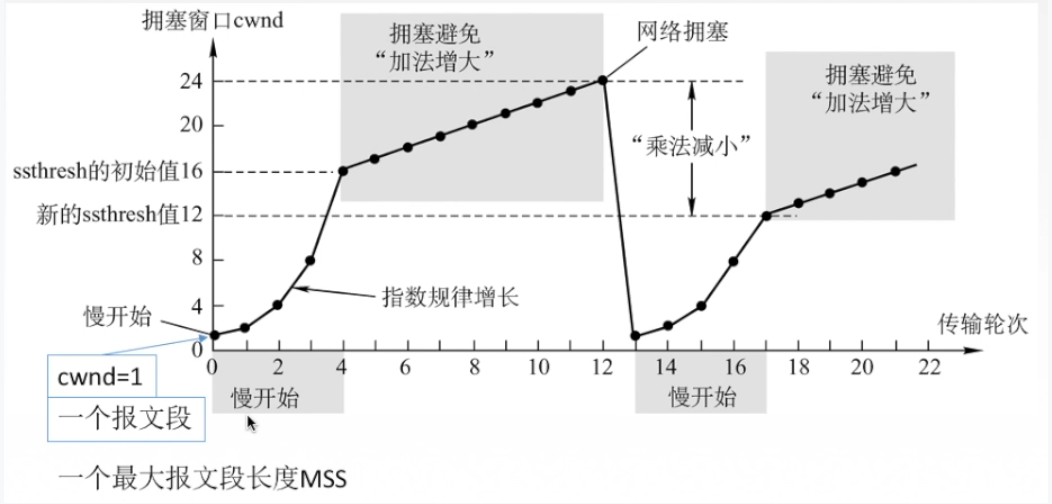 拥塞窗口cwnd
拥塞避免
“加法增大”
网络拥塞
拥塞避免
“加法增大”
24
20
“乘法减小”
ssthresh的初始值16
新的ssthresh值12
8
指数规律增长
4
慢开始
传输轮次
0
0 2 4 6 8 10 12 14 16 18 20 22
cwnd=1
慢开始
慢开始
一个报文段
一个最大报文段长度MSS